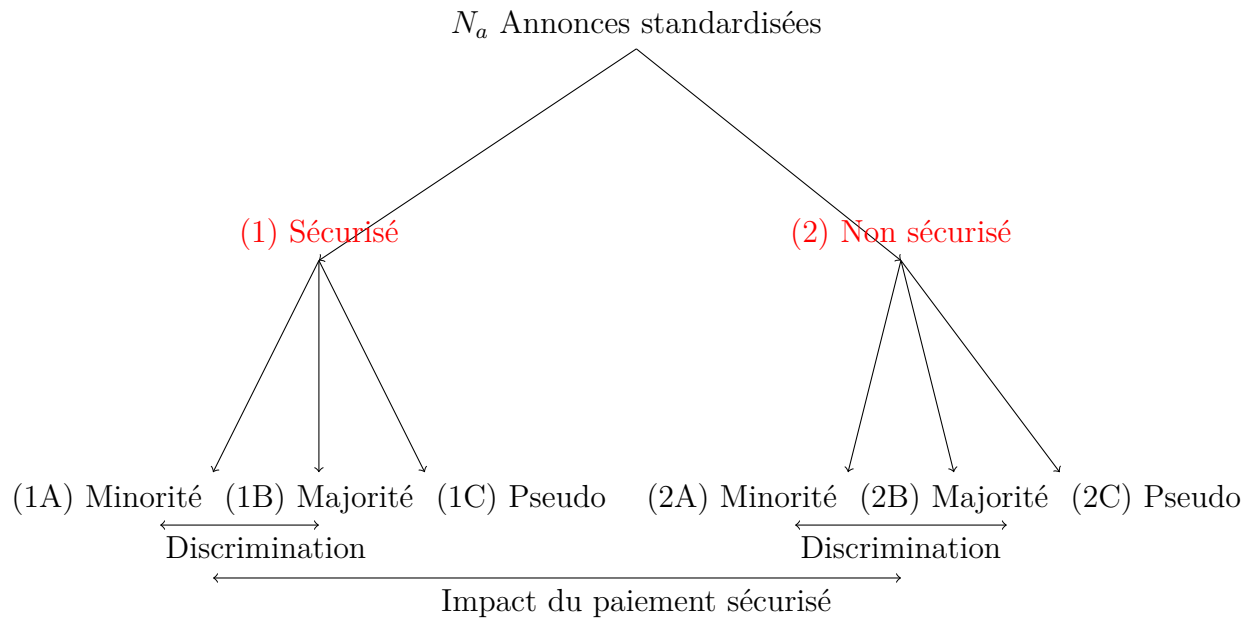 N_a Annonces standardisées
(1) Sécurisé (2) Non sécurisé
(1A) Minorité (1B) Majorité (1C) Pseudo (2A) Minorité (2B) Majorité (2C) Pseudo
Discrimination Discrimination
Impact du paiement sécurisé